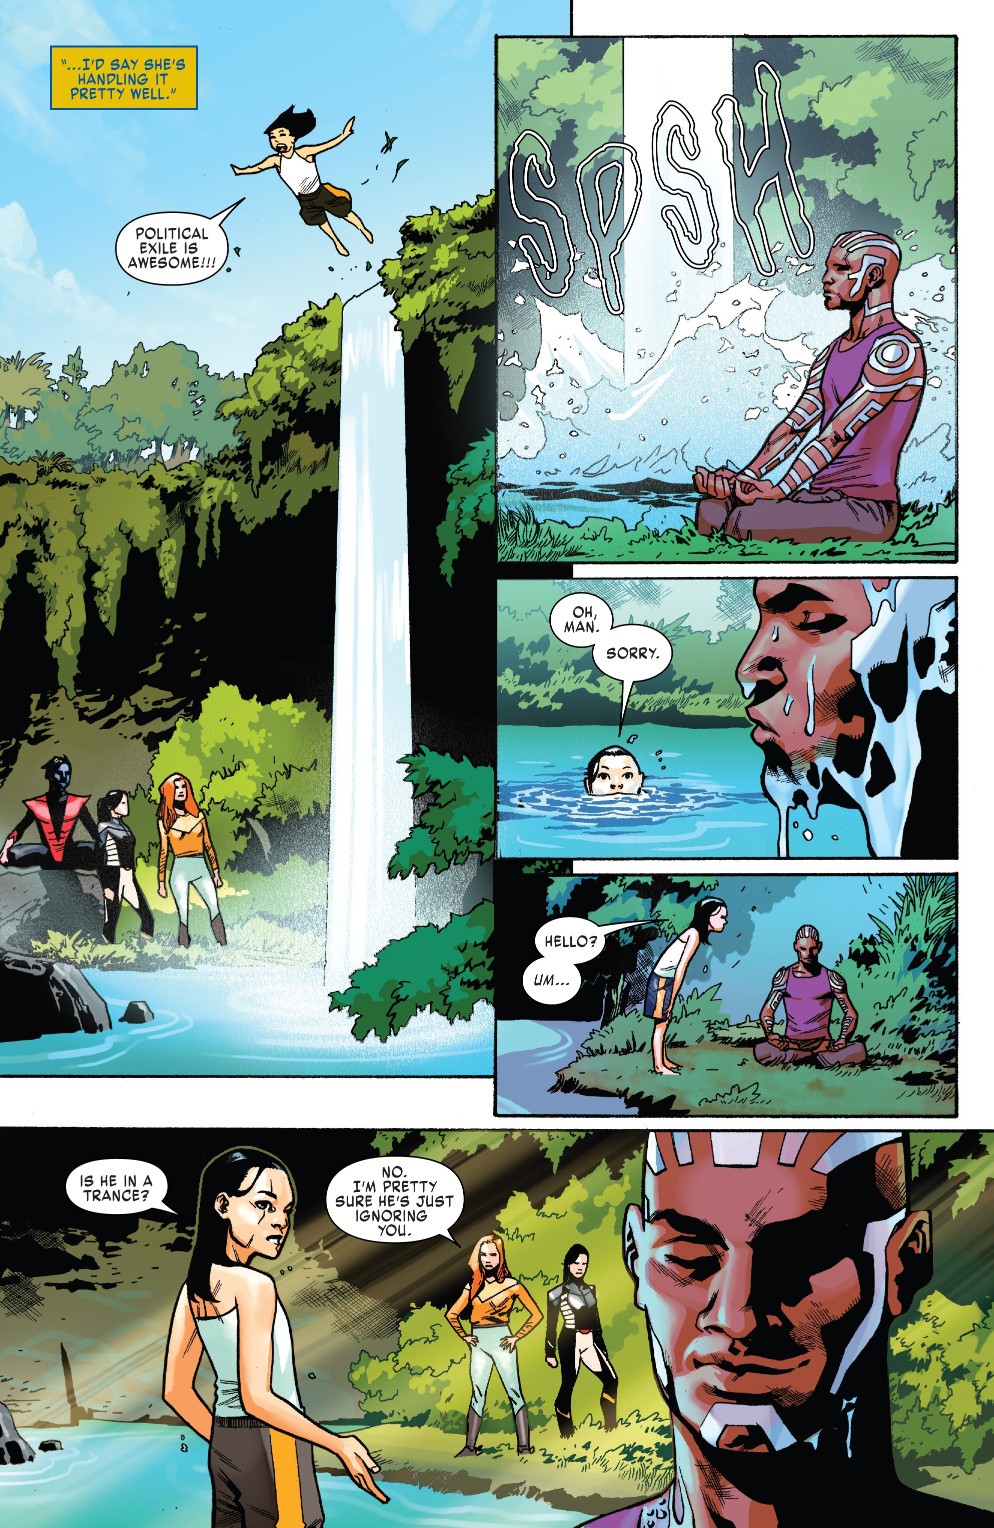 "...I'D SAY SHE'S
HANDLING IT
PRETTY WELL."
POLITICAL
EXILE IS
AWESOME!!!
SPSH
OH,
MAN.
SORRY.
HELLO?
UM...
IS HE IN A
TRANCE?
NO.
I'M PRETTY
SURE HE'S JUST
IGNORING
YOU.